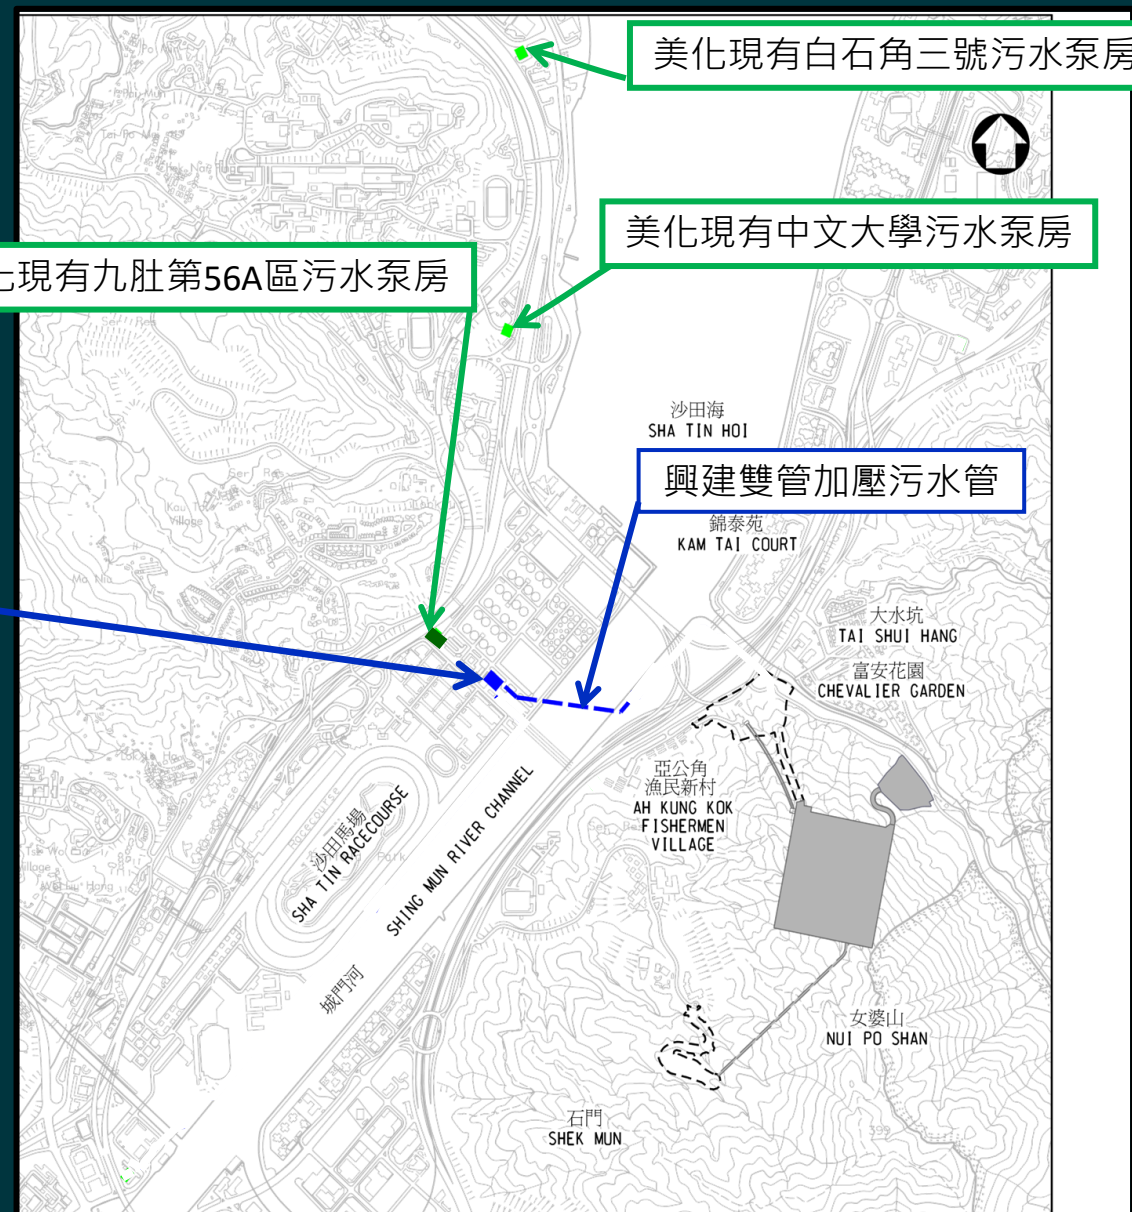 美化現有白石角三號污水泵房
美化現有中文大學污水泵房
現有九肚第56A區污水泵房
沙田海
SHA TIN HOI
興建雙管加壓污水管
錦泰苑
KAM TAI COURT
大水坑
TAI SHUI HANG
富安花園
CHEVALIER GARDEN
亞公角
漁民新村
AH KUNG KOK
FISHERMEN
VILLAGE
沙田馬場
SHA TIN RACECOURSE
SHING MUN RIVER CHANNEL
城門河
女婆山
NUI PO SHAN
石門
SHEK MUN
Kau To
Village
Park
399